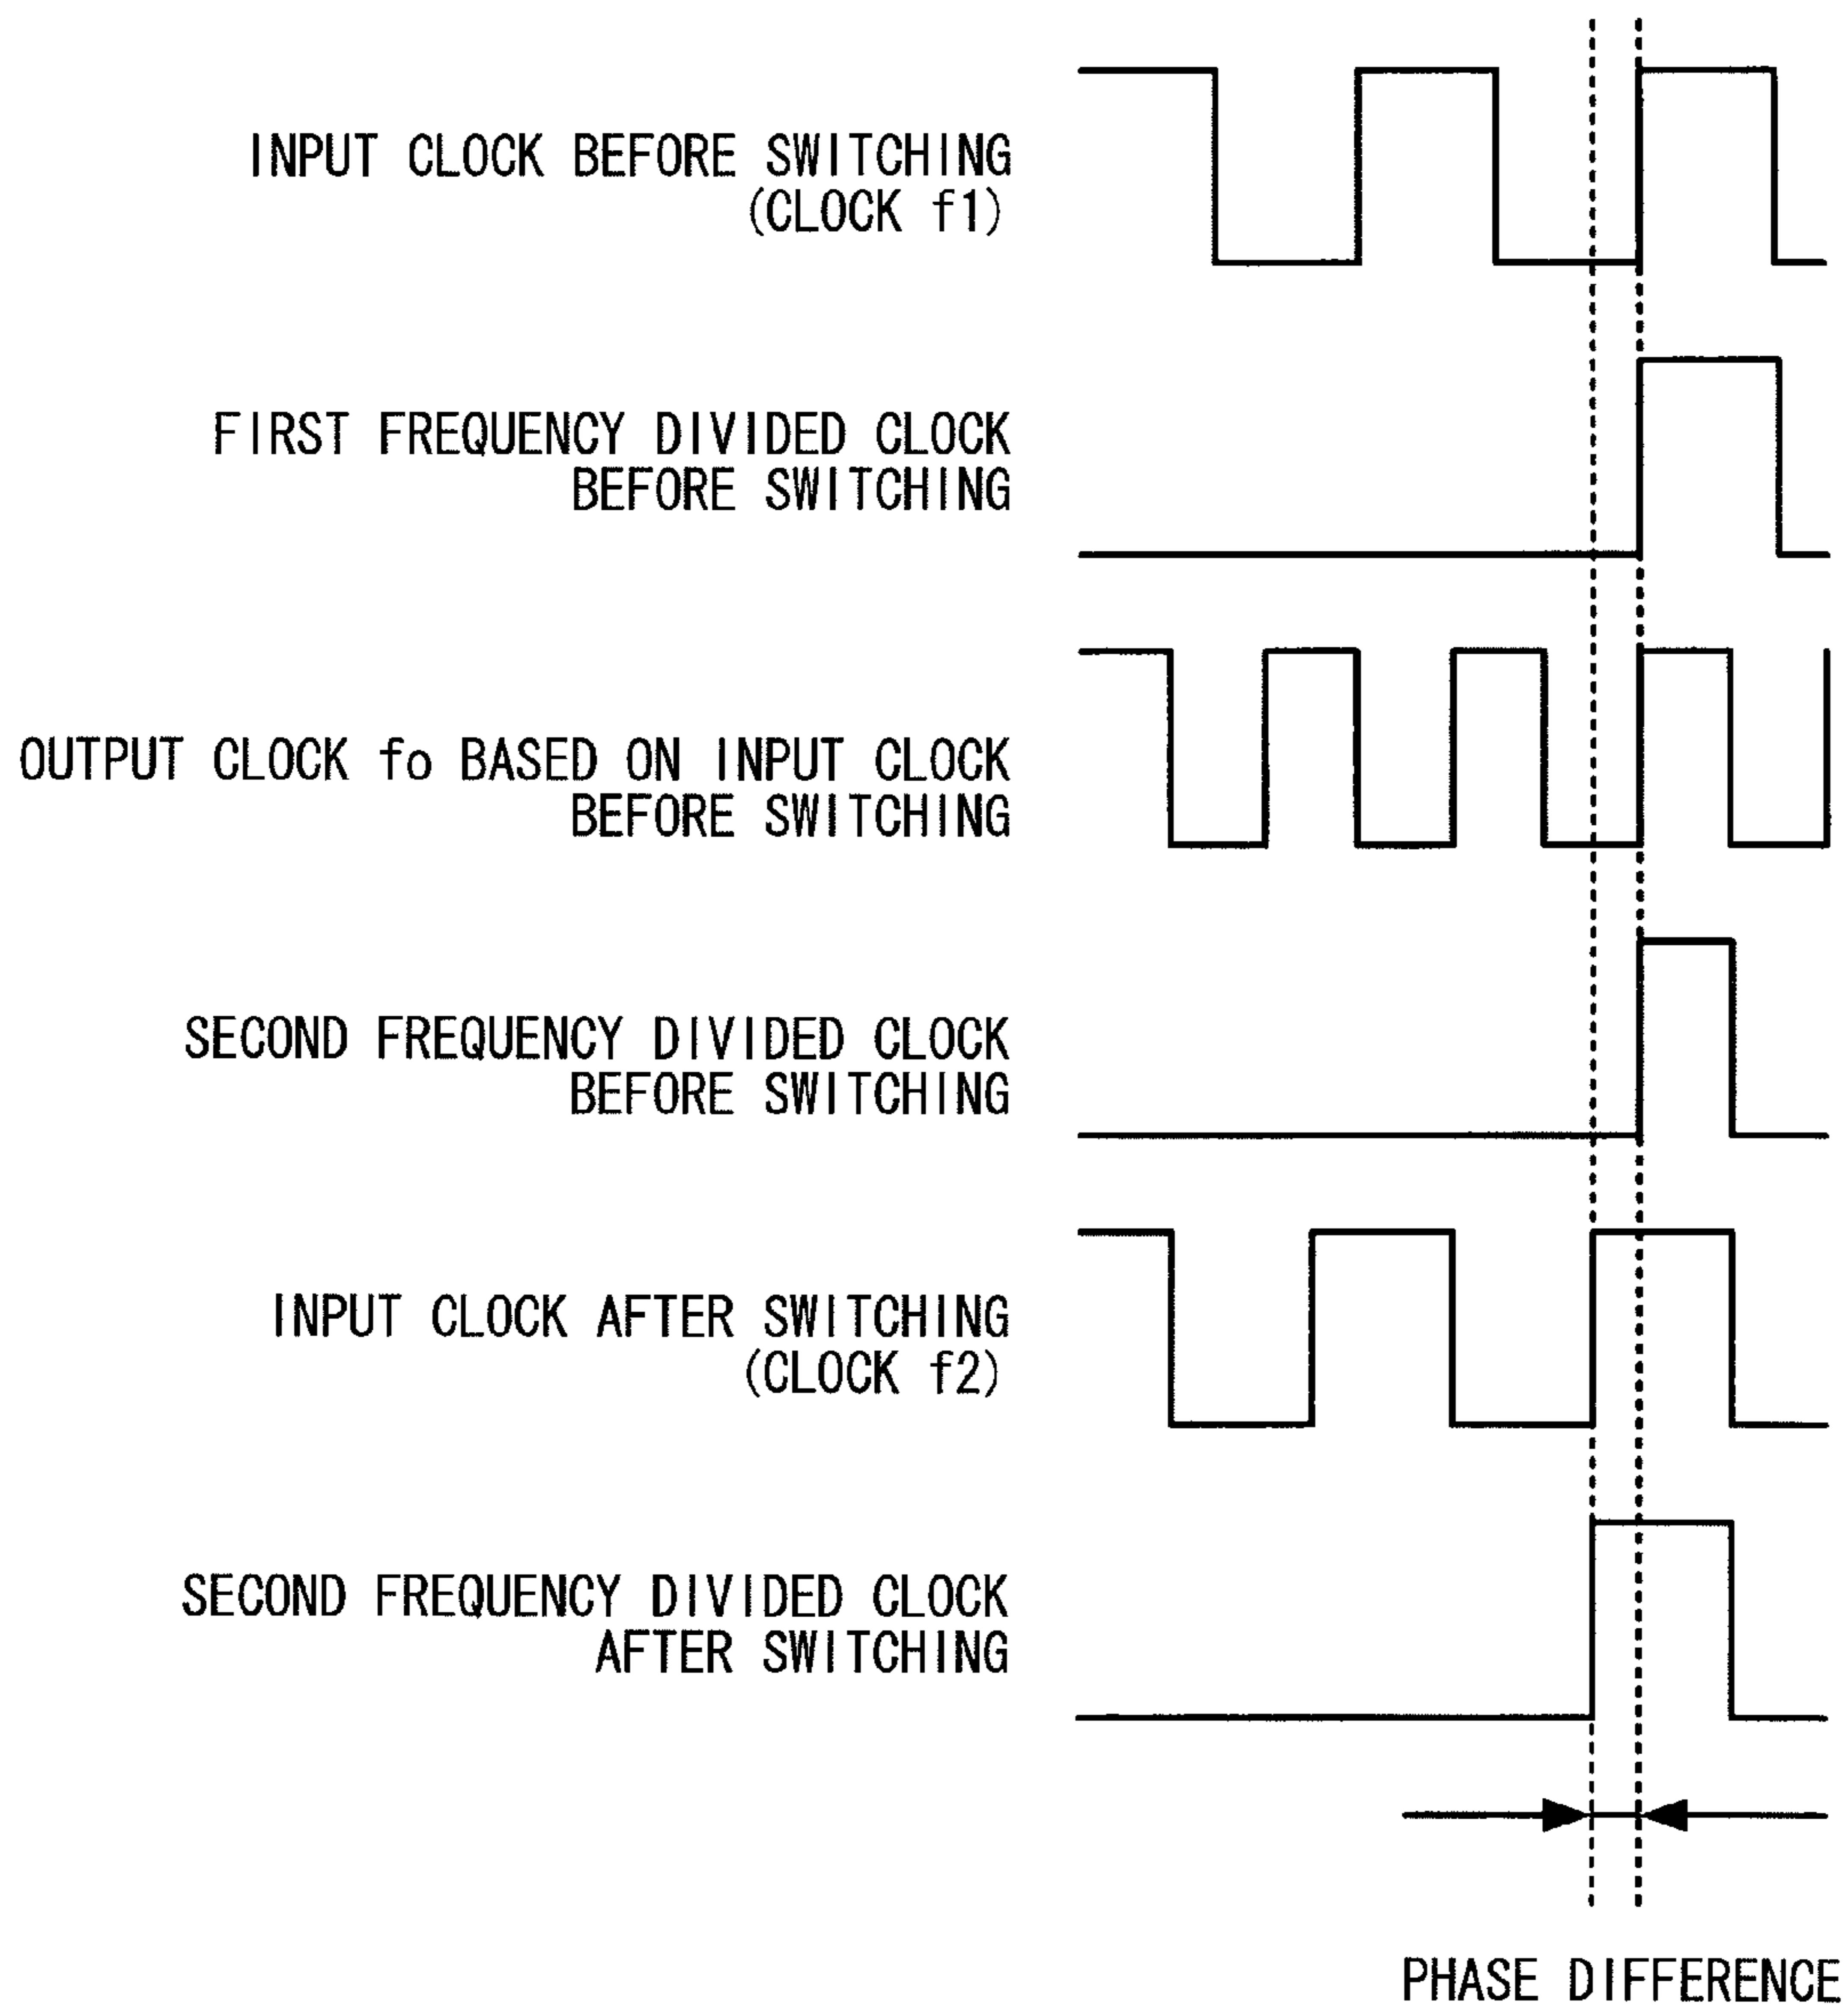 INPUT CLOCK BEFORE SWITCHING
(CLOCK f1)
FIRST FREQUENCY DIVIDED CLOCK
BEFORE SWITCHING
OUTPUT CLOCK fo BASED ON INPUT CLOCK
BEFORE SWITCHING
SECOND FREQUENCY DIVIDED CLOCK
BEFORE SWITCHING
INPUT CLOCK AFTER SWITCHING
(CLOCK f2)
SECOND FREQUENCY DIVIDED CLOCK
AFTER SWITCHING
PHASE DIFFERENCE